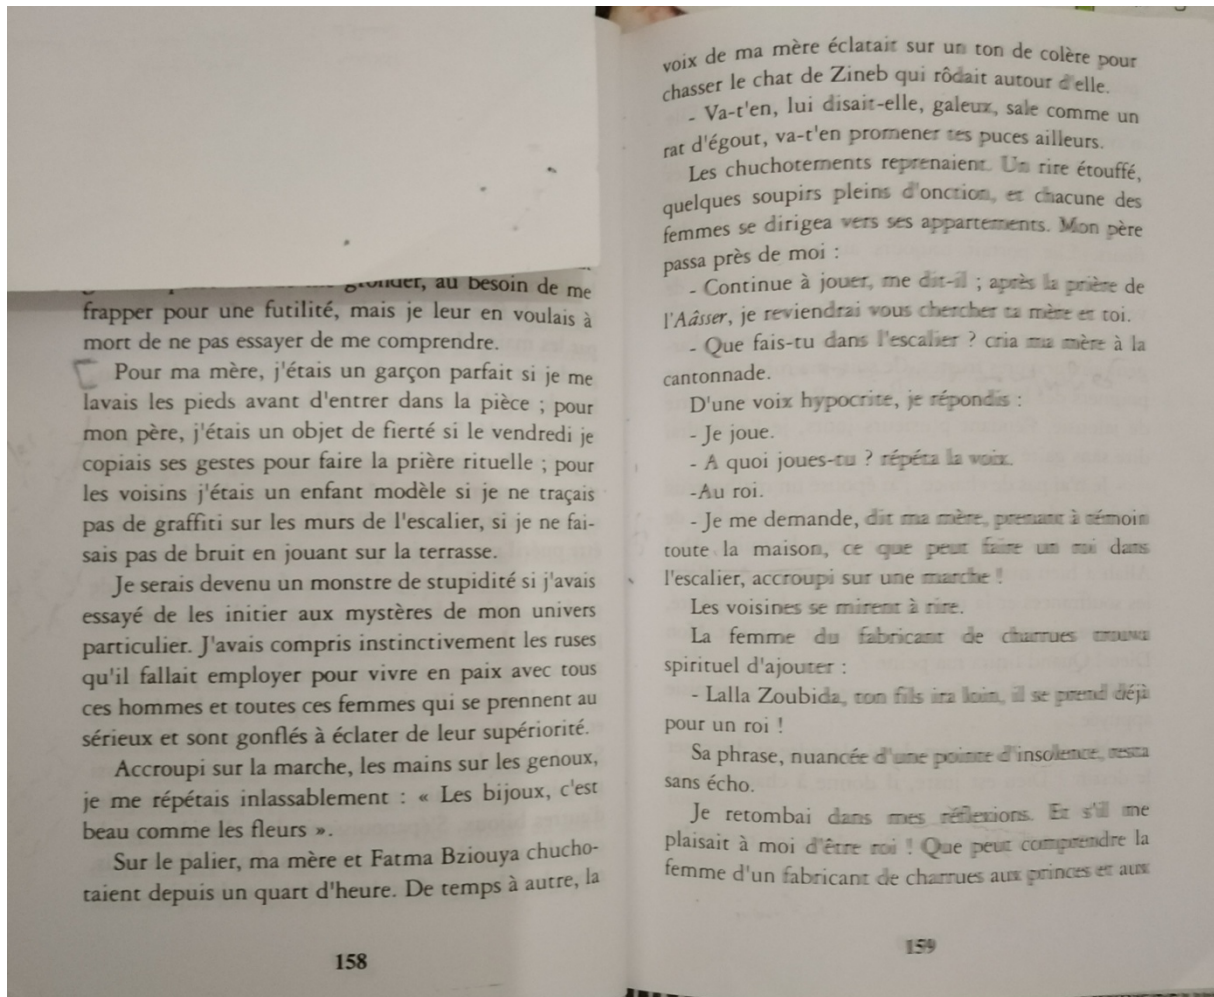 gronder, au besoin de me
frapper pour une futilité, mais je leur en voulais à
mort de ne pas essayer de me comprendre.
Pour ma mère, j'étais un garçon parfait si je me
lavais les pieds avant d'entrer dans la pièce ; pour
mon père, j'étais un objet de fierté si le vendredi je
copiais ses gestes pour faire la prière rituelle ; pour
les voisins j'étais un enfant modèle si je ne traçais
pas de graffiti sur les murs de l'escalier, si je ne fai-
sais pas de bruit en jouant sur la terrasse.
Je serais devenu un monstre de stupidité si j'avais
essayé de les initier aux mystères de mon univers
particulier. J'avais compris instinctivement les ruses
qu'il fallait employer pour vivre en paix avec tous
ces hommes et toutes ces femmes qui se prennent au
sérieux et sont gonflés à éclater de leur supériorité.
Accroupi sur la marche, les mains sur les genoux,
je me répétais inlassablement : « Les bijoux, c'est
beau comme les fleurs ».
Sur le palier, ma mère et Fatma Bziouya chucho-
taient depuis un quart d'heure. De temps à autre, la
158
voix de ma mère éclatait sur un ton de colère pour
chasser le chat de Zineb qui rôdait autour d'elle.
- Va-t'en, lui disait-elle, galeux, sale comme un
rat d'égout, va-t'en promener tes puces ailleurs.
Les chuchotements reprenaient. Un rire étouffé,
quelques soupirs pleins d'onction, et chacune des
femmes se dirigea vers ses appartements. Mon père
passa près de moi :
- Continue à jouer, me dit-il ; après la prière de
l'Aâsser, je reviendrai vous chercher ta mère et toi.
- Que fais-tu dans l'escalier ? cria ma mère à la
cantonnade.
D'une voix hypocrite, je répondis :
- Je joue.
- A quoi joues-tu ? répéta la voix.
-Au roi.
- Je me demande, dit ma mère, prenant à témoin
toute la maison, ce que peut faire un roi dans
l'escalier, accroupi sur une marche !
Les voisines se mirent à rire.
La femme du fabricant de charrues trouva
spirituel d'ajouter :
- Lalla Zoubida, ton fils ira loin, il se prend déjà
pour un roi !
Sa phrase, nuancée d'une pointe d'insolence, resta
sans écho.
Je retombai dans mes réflexions. Et s'il me
plaisait à moi d'être roi ! Que peut comprendre la
femme d'un fabricant de charrues aux princes et aux
159